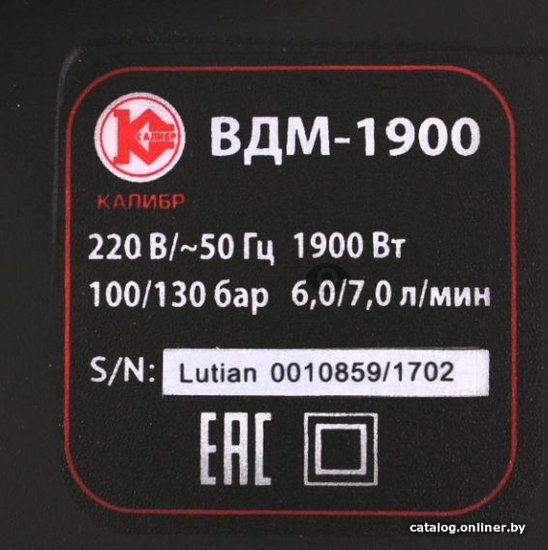 КАЛИБР
ВДМ-1900
КАЛИБР
220 В/~50 Гц 1900 Вт
100/130 бар 6,0/7,0 л/мин
S/N: Lutian 0010859/1702
EAC
catalog.onliner.by